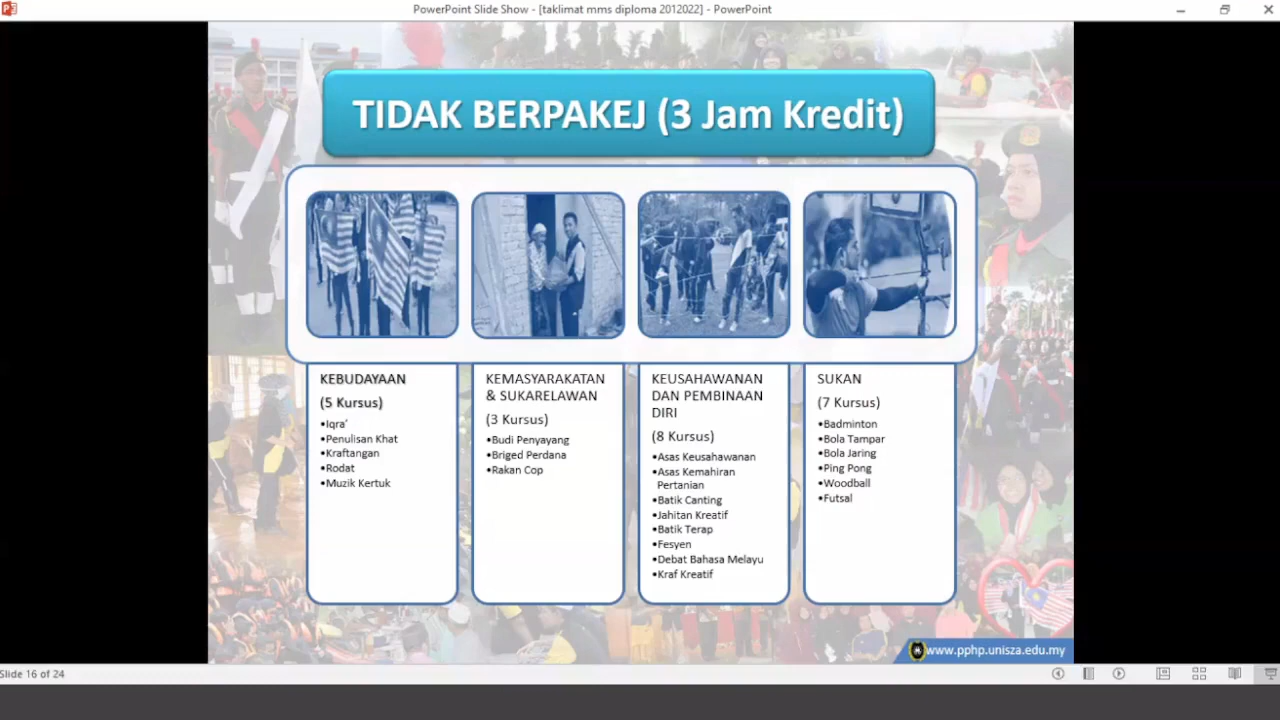 PowerPoint Slide Show - [taklimat mms diploma 2012022] - PowerPoint
TIDAK BERPAKEJ (3 Jam Kredit)
KEBUDAYAAN
(5 Kursus)
•Iqra'
•Penulisan Khat
•Kraftangan
•Rodat
•Muzik Kertuk
KEMASYARAKATAN
& SUKARELAWAN
(3 Kursus)
•Budi Penyayang
•Briged Perdana
•Rakan Cop
KEUSAHAWANAN
DAN PEMBINAAN
DIRI
(8 Kursus)
•Asas Keusahawanan
•Asas Kemahiran
Pertanian
•Batik Canting
•Jahitan Kreatif
•Batik Terap
•Fesyen
•Debat Bahasa Melayu
•Kraf Kreatif
SUKAN
(7 Kursus)
•Badminton
•Bola Tampar
•Bola Jaring
•Ping Pong
•Woodball
•Futsal
www.pphp.unisza.edu.my
Slide 16 of 24